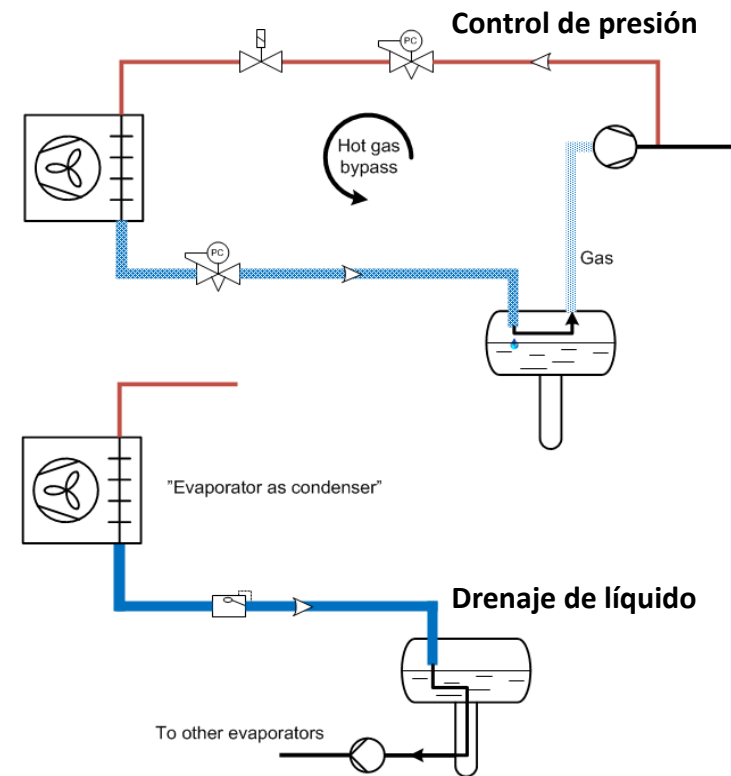 Control de presión
PC
Hot gas
bypass
PC
Gas
"Evaporator as condenser"
Drenaje de líquido
To other evaporators